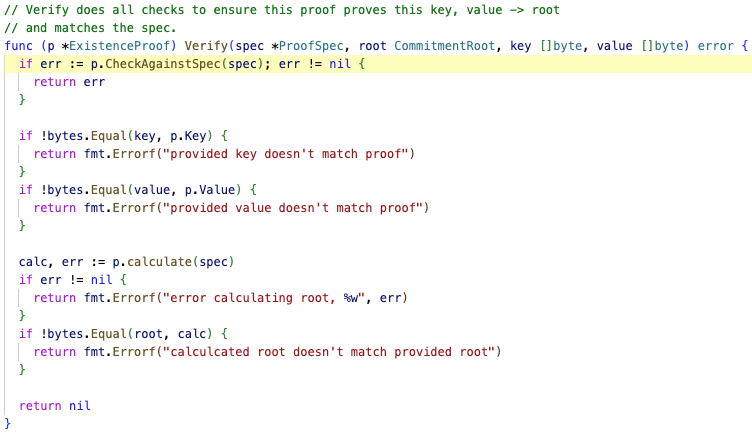 // Verify does all checks to ensure this proof proves this key, value -> root
// and matches the spec.
func (p *ExistenceProof) Verify(spec *ProofSpec, root CommitmentRoot, key []byte, value []byte) error {
  if err := p.CheckAgainstSpec(spec); err != nil {
    return err
  }

  if !bytes.Equal(key, p.Key) {
    return fmt.Errorf("provided key doesn't match proof")
  }
  if !bytes.Equal(value, p.Value) {
    return fmt.Errorf("provided value doesn't match proof")
  }

  calc, err := p.calculate(spec)
  if err != nil {
    return fmt.Errorf("error calculating root, %w", err)
  }
  if !bytes.Equal(root, calc) {
    return fmt.Errorf("calculcated root doesn't match provided root")
  }

  return nil
}